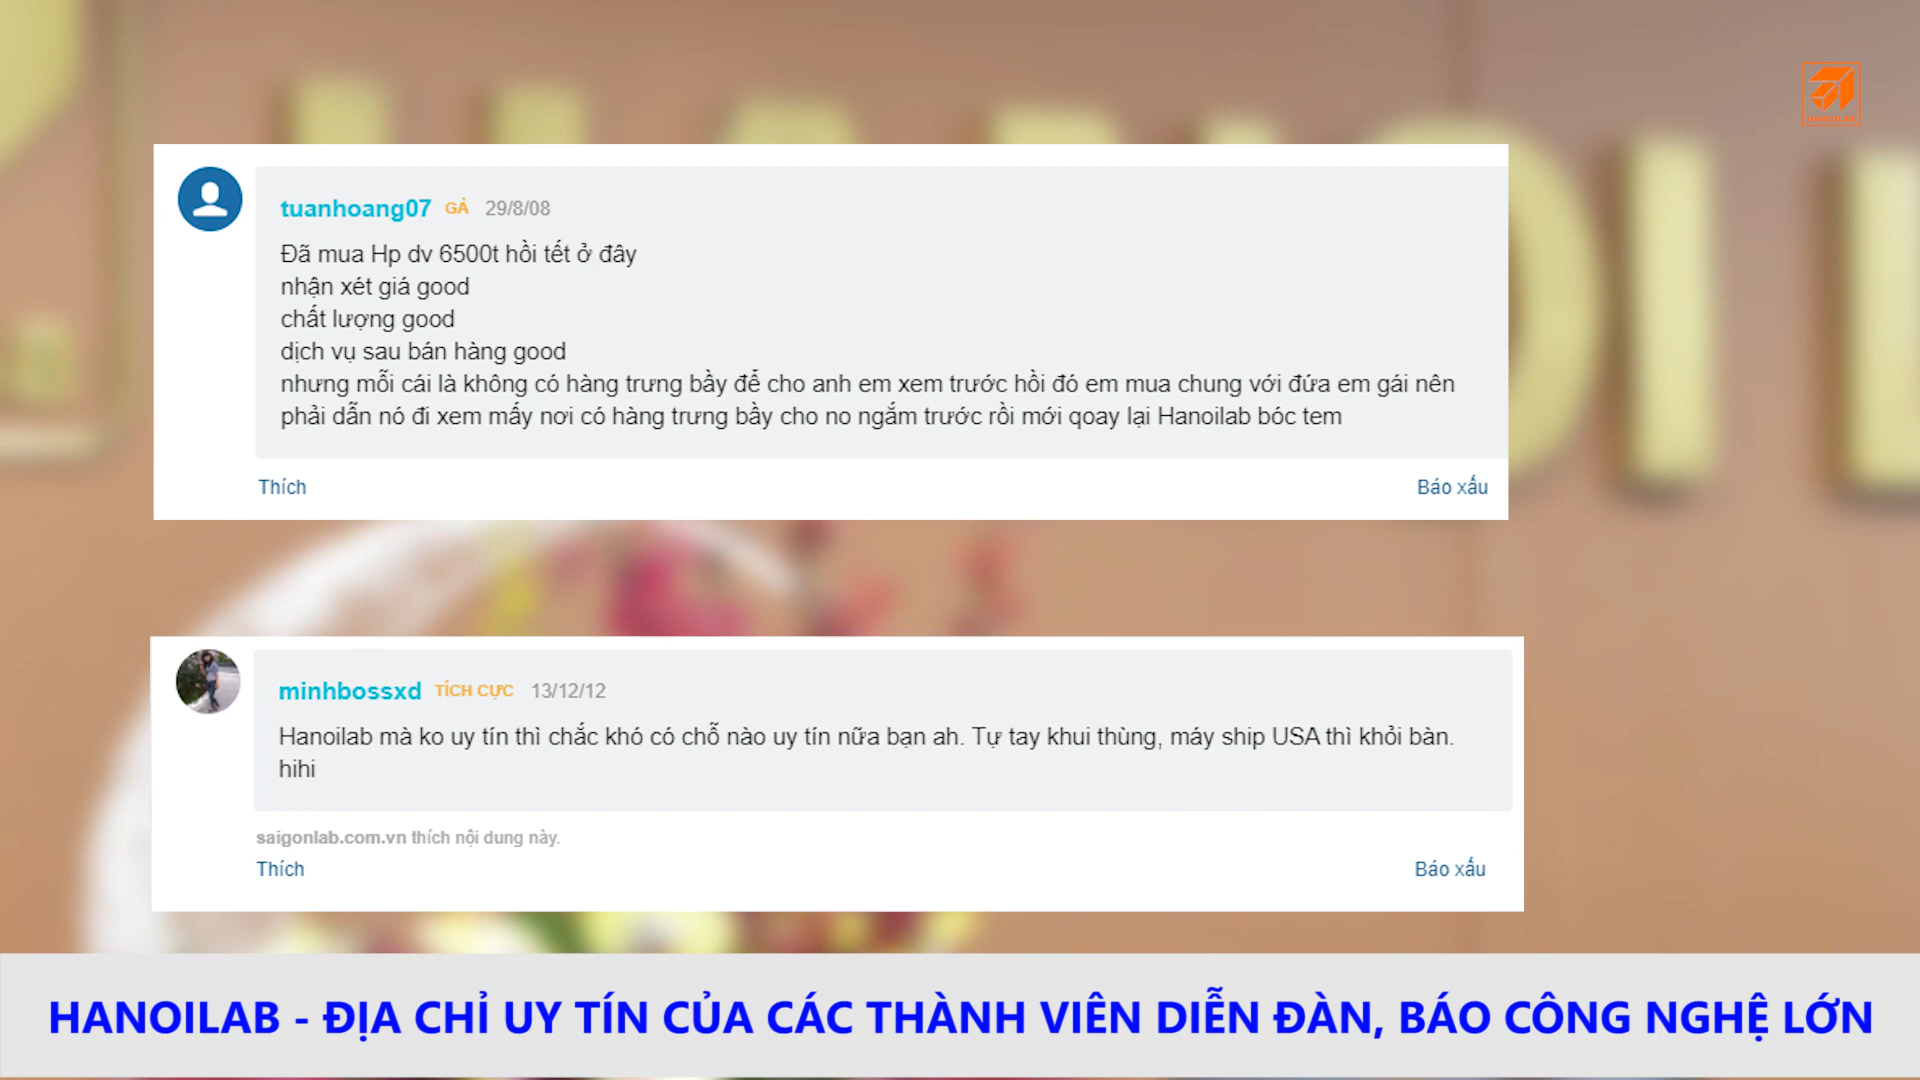 HANOILAB
tuanhoang07 GÀ 29/8/08
Đã mua Hp dv 6500t hồi tết ở đây
nhận xét giá good
chất lượng good
dịch vụ sau bán hàng good
nhưng mỗi cái là không có hàng trưng bầy để cho anh em xem trước hồi đó em mua chung với đứa em gái nên
phải dẫn nó đi xem mấy nơi có hàng trưng bầy cho no ngắm trước rồi mới qoay lại Hanoilab bóc tem
Thích Báo xấu
minhbossxd TÍCH CỰC 13/12/12
Hanoilab mà ko uy tín thì chắc khó có chỗ nào uy tín nữa bạn ah. Tự tay khui thùng, máy ship USA thì khỏi bàn.
hihi
saigonlab.com.vn thích nội dung này.
Thích Báo xấu
HANOILAB - ĐỊA CHỈ UY TÍN CỦA CÁC THÀNH VIÊN DIỄN ĐÀN, BÁO CÔNG NGHỆ LỚN